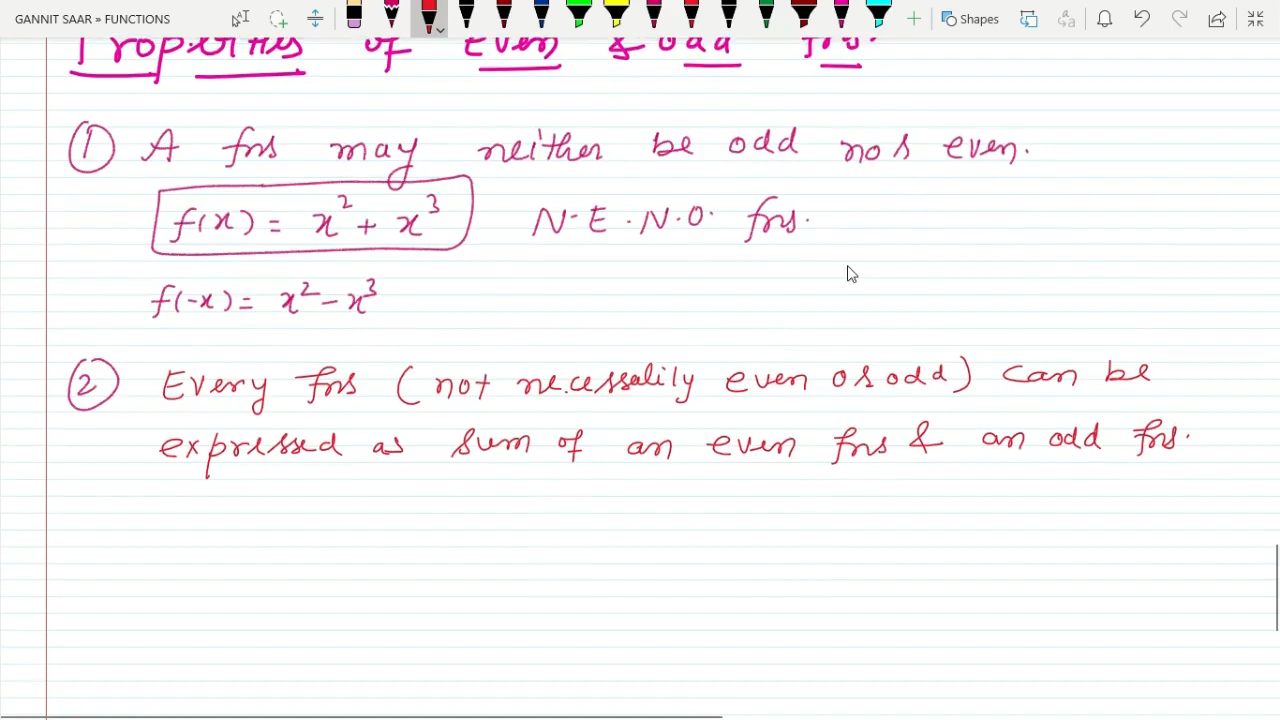 GANNIT SAAR » FUNCTIONS
Shapes
Properties of Even & odd fns.
① A fns may neither be odd nor even.
f(x) = x² + x³ N.E.N.O. fns.
f(-x) = x² - x³
② Every fns (not necessarily even or odd) can be
expressed as sum of an even fns & an odd fns.